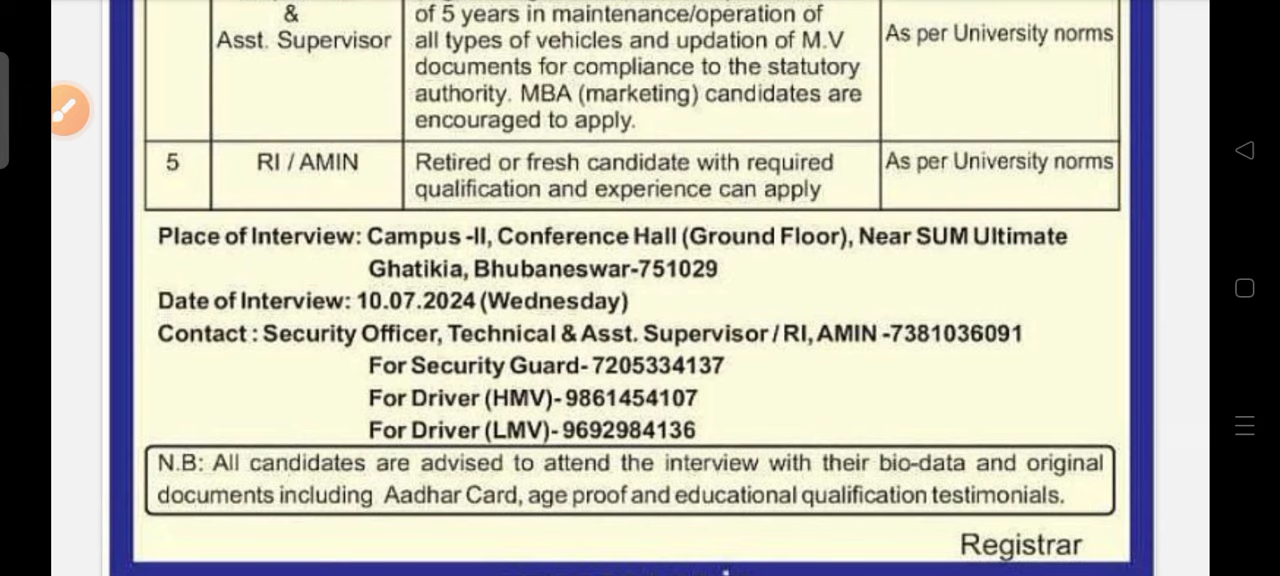 &
Asst. Supervisor
of 5 years in maintenance/operation of
all types of vehicles and updation of M.V
documents for compliance to the statutory
authority. MBA (marketing) candidates are
encouraged to apply.
As per University norms
5
RI / AMIN
Retired or fresh candidate with required
qualification and experience can apply
As per University norms
Place of Interview: Campus -II, Conference Hall (Ground Floor), Near SUM Ultimate
Ghatikia, Bhubaneswar-751029
Date of Interview: 10.07.2024 (Wednesday)
Contact : Security Officer, Technical & Asst. Supervisor / RI, AMIN -7381036091
For Security Guard- 7205334137
For Driver (HMV)- 9861454107
For Driver (LMV)- 9692984136
N.B: All candidates are advised to attend the interview with their bio-data and original
documents including Aadhar Card, age proof and educational qualification testimonials.
Registrar